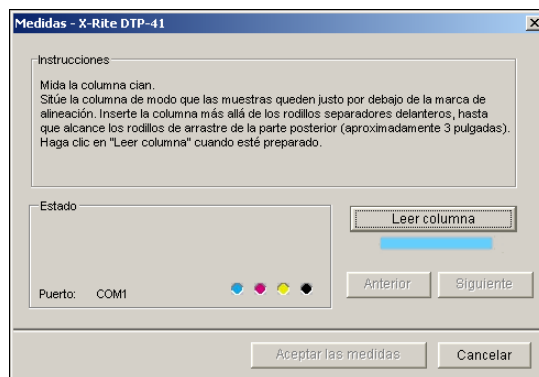 Medidas - X-Rite DTP-41
Instrucciones
Mida la columna cian.
Sitúe la columna de modo que las muestras queden justo por debajo de la marca de
alineación. Inserte la columna más allá de los rodillos separadores delanteros, hasta
que alcance los rodillos de arrastre de la parte posterior (aproximadamente 3 pulgadas).
Haga clic en "Leer columna" cuando esté preparado.
Estado
Leer columna
Puerto: COM1
Anterior Siguiente
Aceptar las medidas Cancelar